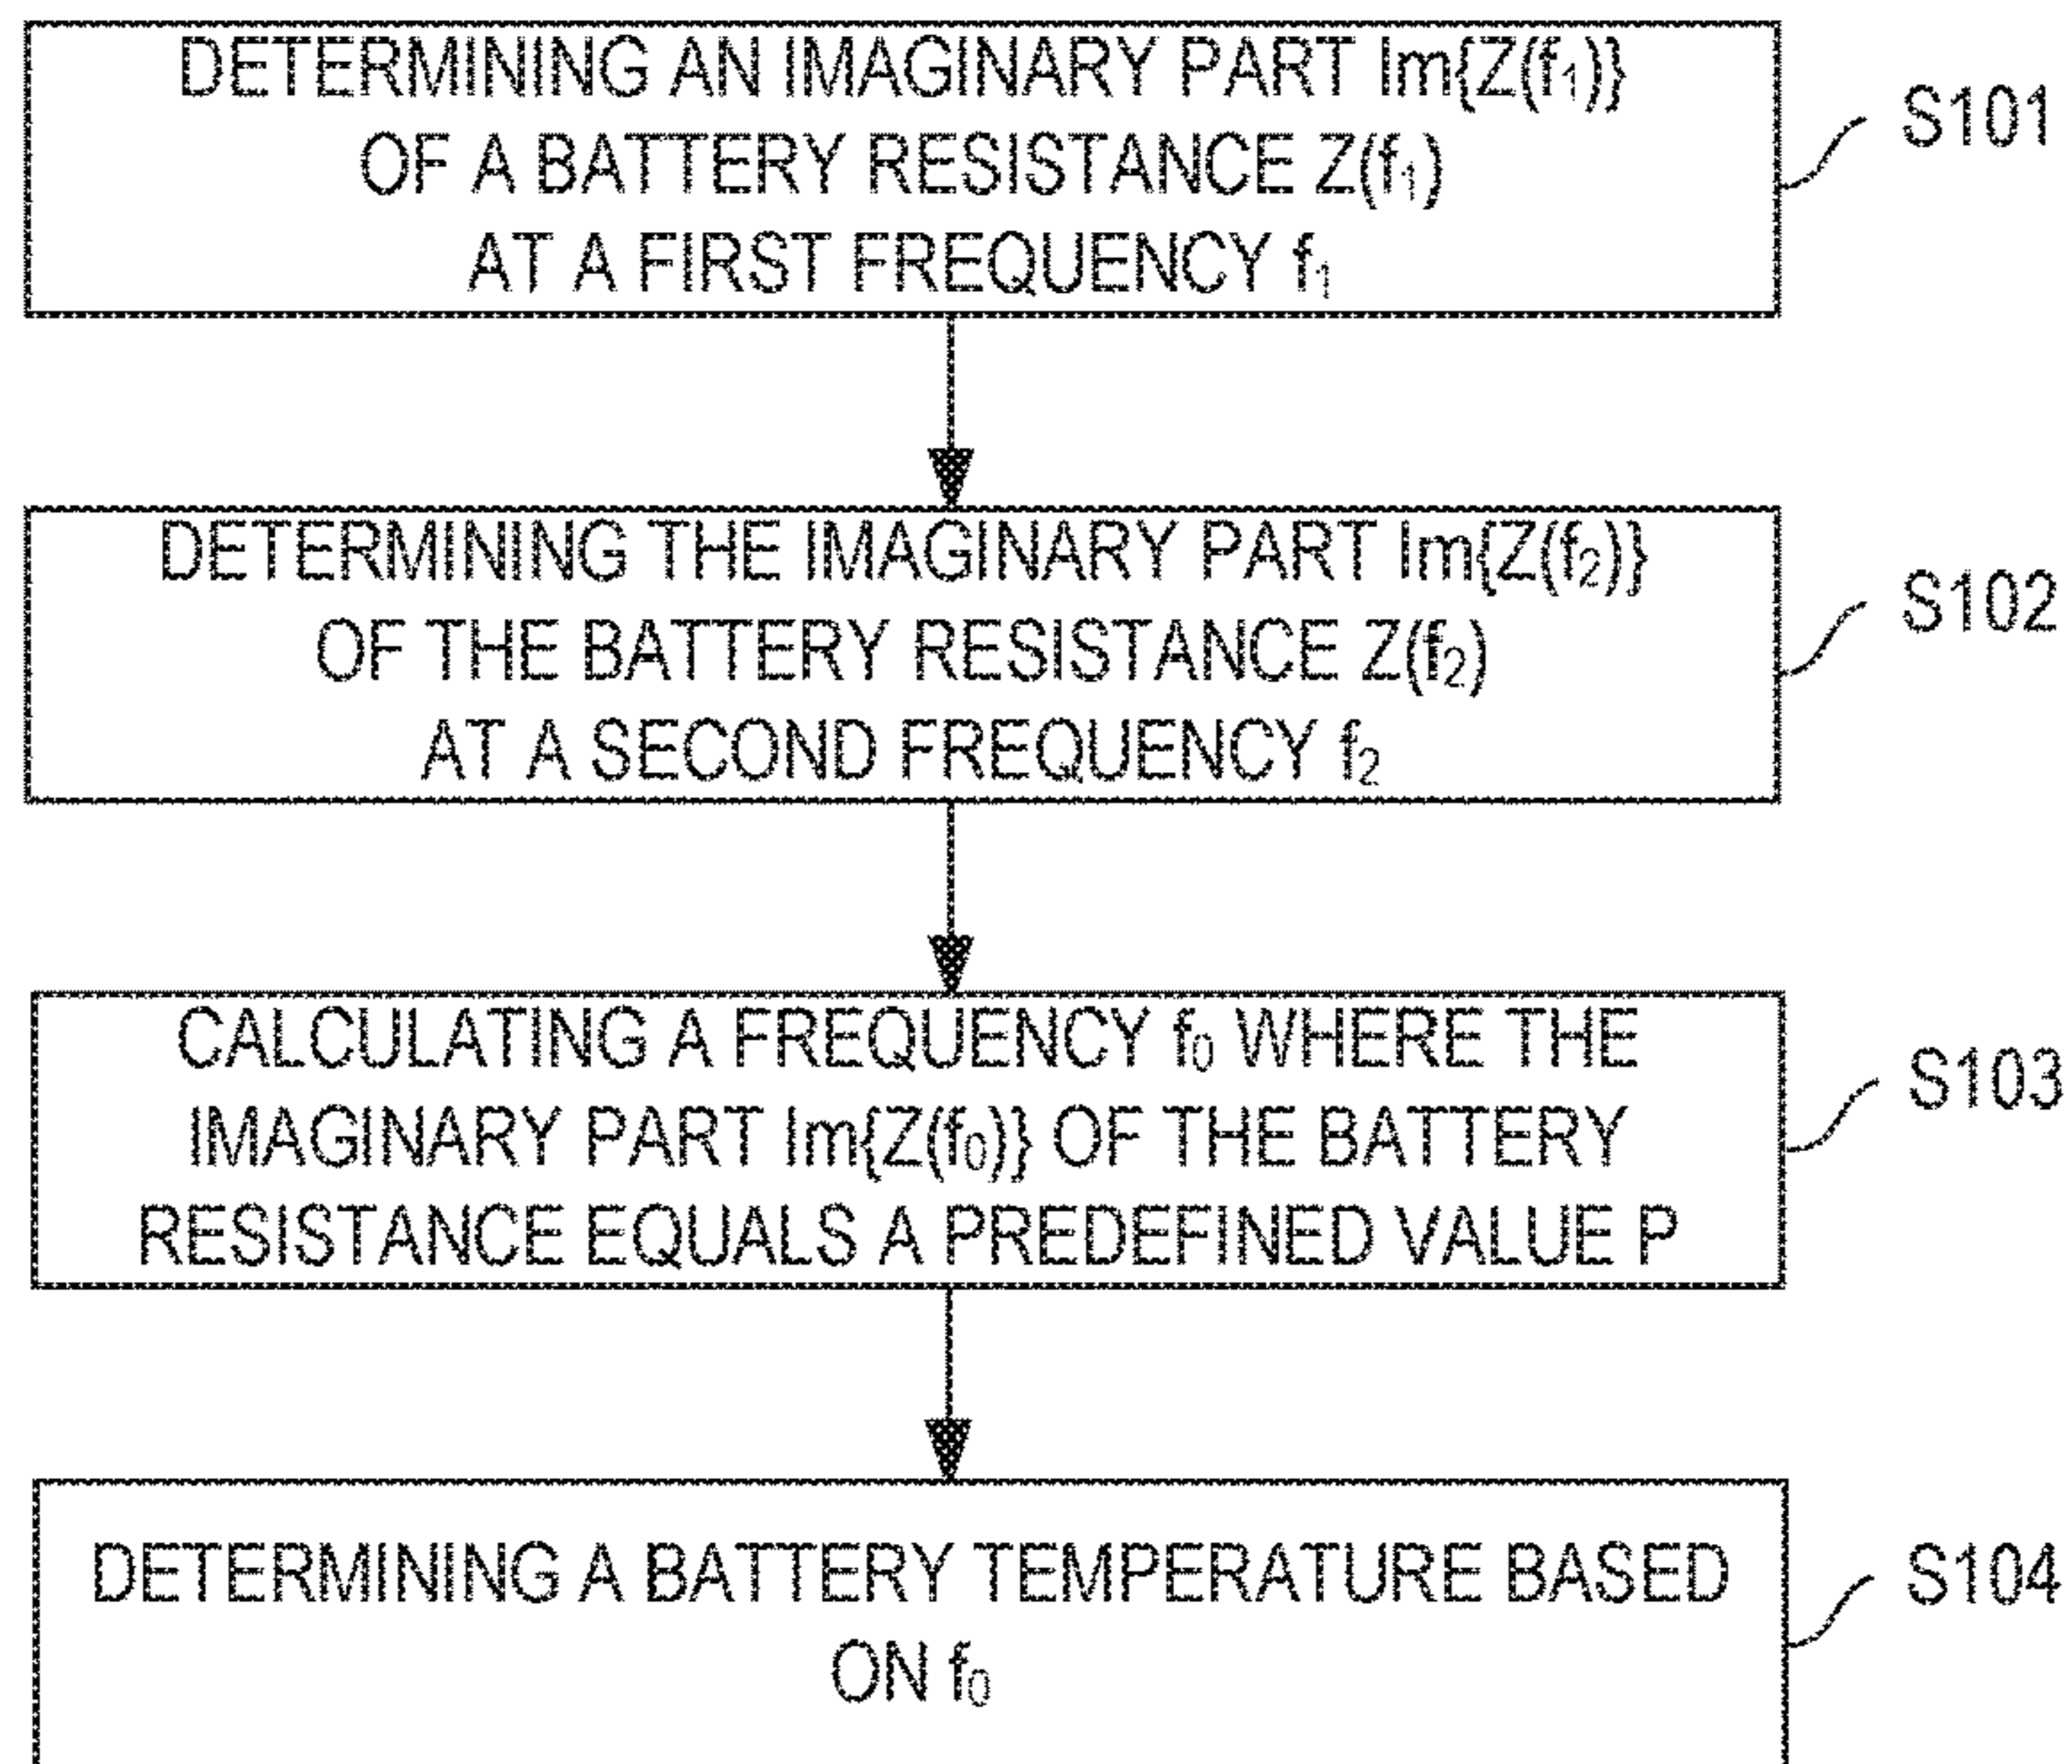 DETERMINING AN IMAGINARY PART Im{Z(f₁)}
OF A BATTERY RESISTANCE Z(f₁)
AT A FIRST FREQUENCY f₁
S101
DETERMINING THE IMAGINARY PART Im{Z(f₂)}
OF THE BATTERY RESISTANCE Z(f₂)
AT A SECOND FREQUENCY f₂
S102
CALCULATING A FREQUENCY f₀ WHERE THE
IMAGINARY PART Im{Z(f₀)} OF THE BATTERY
RESISTANCE EQUALS A PREDEFINED VALUE P
S103
DETERMINING A BATTERY TEMPERATURE BASED
ON f₀
S104